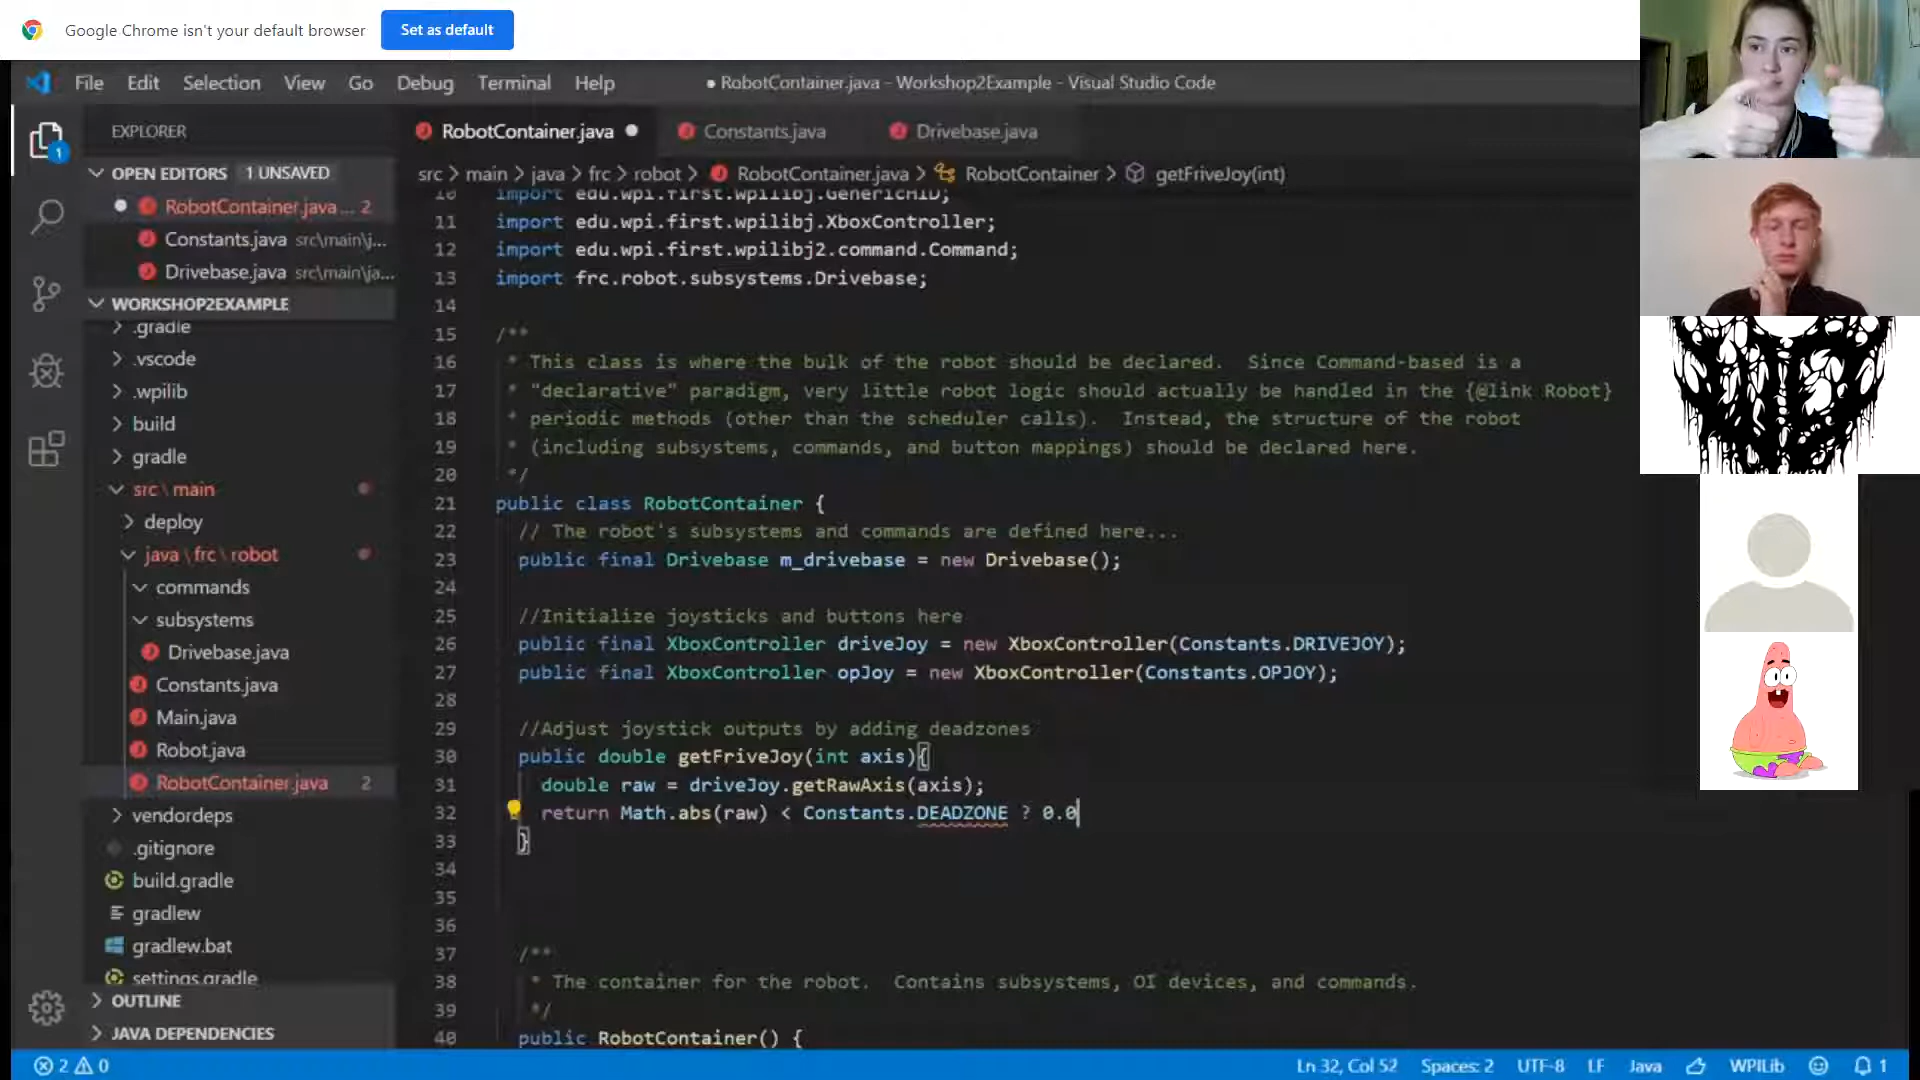 Google Chrome isn't your default browser
Set as default
File Edit Selection View Go Debug Terminal Help
● RobotContainer.java - Workshop2Example - Visual Studio Code
EXPLORER
OPEN EDITORS 1 UNSAVED
RobotContainer.java ... 2
Constants.java src\main\j...
Drivebase.java src\main\ja...
WORKSHOP2EXAMPLE
.gradle
.vscode
.wpilib
build
gradle
src \ main
deploy
java \ frc \ robot
commands
subsystems
Drivebase.java
Constants.java
Main.java
Robot.java
RobotContainer.java 2
vendordeps
.gitignore
build.gradle
gradlew
gradlew.bat
settings.gradle
OUTLINE
JAVA DEPENDENCIES
1
RobotContainer.java ● Constants.java Drivebase.java
src > main > java > frc > robot > RobotContainer.java > RobotContainer > getFriveJoy(int)
10 import edu.wpi.first.wpilibj.GenericHID;
11 import edu.wpi.first.wpilibj.XboxController;
12 import edu.wpi.first.wpilibj2.command.Command;
13 import frc.robot.subsystems.Drivebase;
14
15 /**
16 * This class is where the bulk of the robot should be declared.  Since Command-based is a
17 * "declarative" paradigm, very little robot logic should actually be handled in the {@link Robot}
18 * periodic methods (other than the scheduler calls).  Instead, the structure of the robot
19 * (including subsystems, commands, and button mappings) should be declared here.
20 */
21 public class RobotContainer {
22 // The robot's subsystems and commands are defined here...
23 public final Drivebase m_drivebase = new Drivebase();
24
25 //Initialize joysticks and buttons here
26 public final XboxController driveJoy = new XboxController(Constants.DRIVEJOY);
27 public final XboxController opJoy = new XboxController(Constants.OPJOY);
28
29 //Adjust joystick outputs by adding deadzones
30 public double getFriveJoy(int axis){
31 double raw = driveJoy.getRawAxis(axis);
32 return Math.abs(raw) < Constants.DEADZONE ? 0.0
33 }
34
35
36
37 /**
38 * The container for the robot.  Contains subsystems, OI devices, and commands.
39 */
40 public RobotContainer() {
2 0
Ln 32, Col 52 Spaces: 2 UTF-8 LF Java WPILib 1